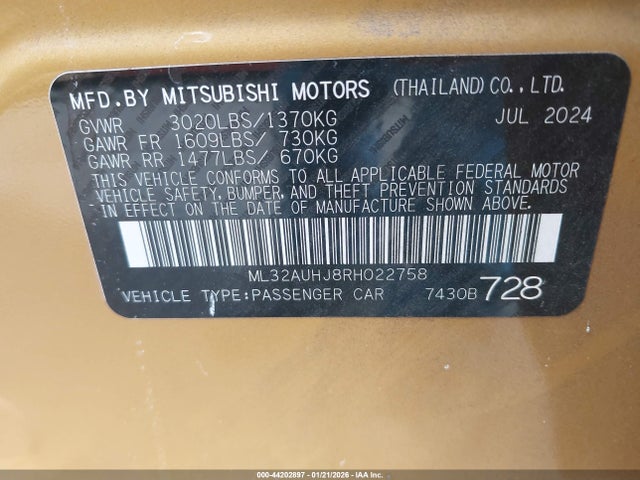 MFD.BY MITSUBISHI MOTORS (THAILAND)CO.,LTD.
GVWR 3020LBS/1370KG JUL 2024
GAWR FR 1609LBS/ 730KG
GAWR RR 1477LBS/ 670KG
THIS VEHICLE CONFORMS TO ALL APPLICABLE FEDERAL MOTOR
VEHICLE SAFETY, BUMPER, AND THEFT PREVENTION STANDARDS
IN EFFECT ON THE DATE OF MANUFACTURE SHOWN ABOVE.
ML32AUHJ8RH022758
VEHICLE TYPE:PASSENGER CAR 7430B 728
000-44202897 - 01/21/2026 - IAA Inc.